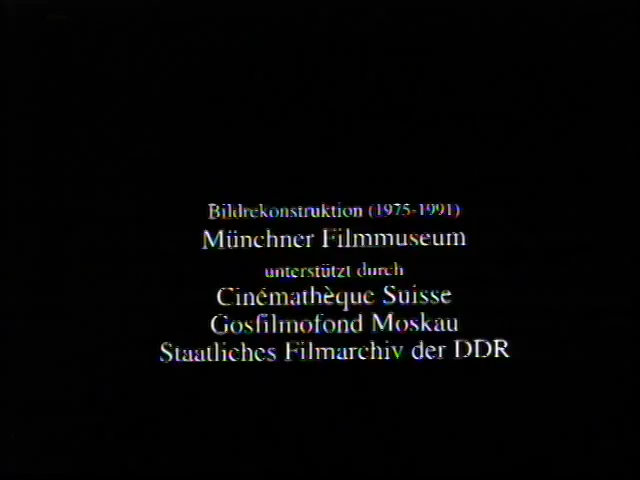 Bildrekonstruktion (1975-1991)
Münchner Filmmuseum
unterstützt durch
Cinémathèque Suisse
Gosfilmofond Moskau
Staatliches Filmarchiv der DDR